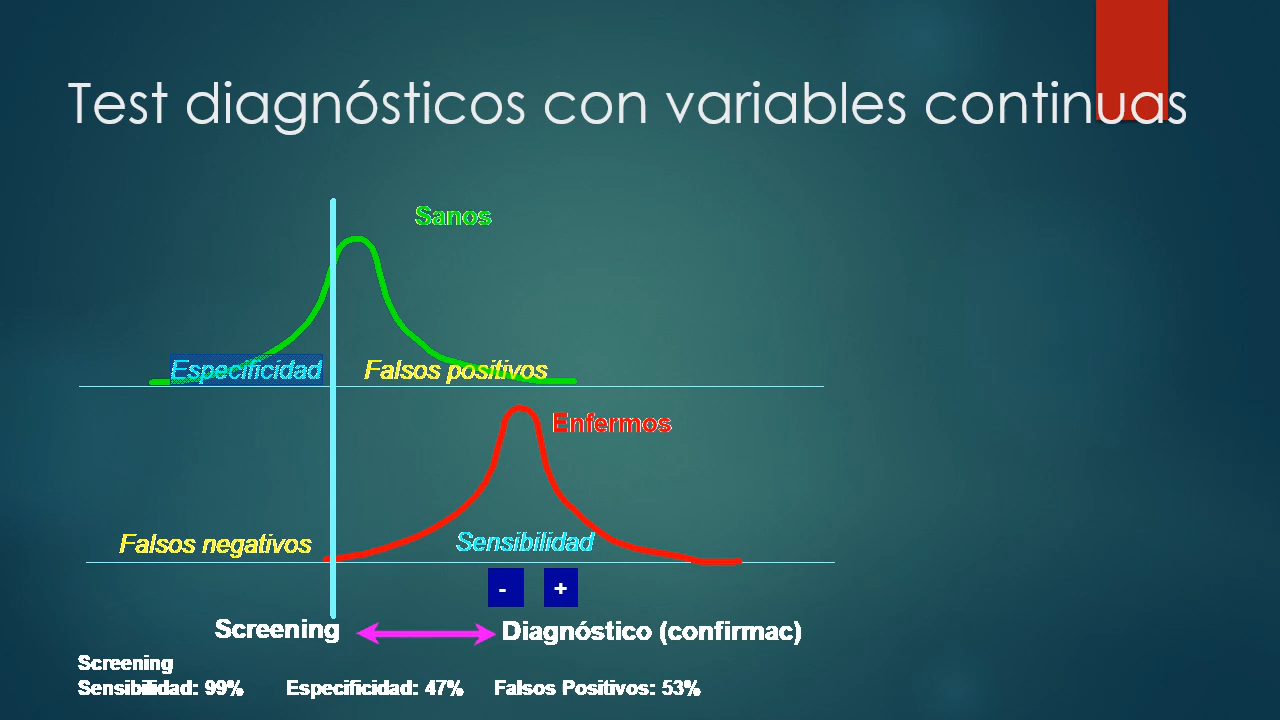 Test diagnósticos con variables continuas
Sanos
Especificidad
Falsos positivos
Enfermos
Falsos negativos
Sensibilidad
- +
Screening
Diagnóstico (confirmac)
Screening
Sensibilidad: 99% Especificidad: 47% Falsos Positivos: 53%